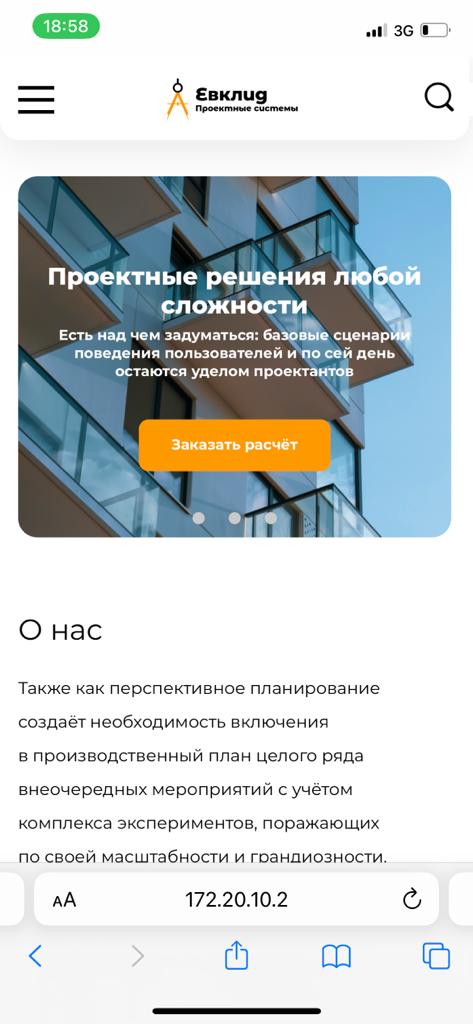 18:58
3G
Евклид
Проектные системы
Проектные решения любой
сложности
Есть над чем задуматься: базовые сценарии
поведения пользователей и по сей день
остаются уделом проектантов
Заказать расчёт
О нас
Также как перспективное планирование
создаёт необходимость включения
в производственный план целого ряда
внеочередных мероприятий с учётом
комплекса экспериментов, поражающих
по своей масштабности и грандиозности.
AA
172.20.10.2